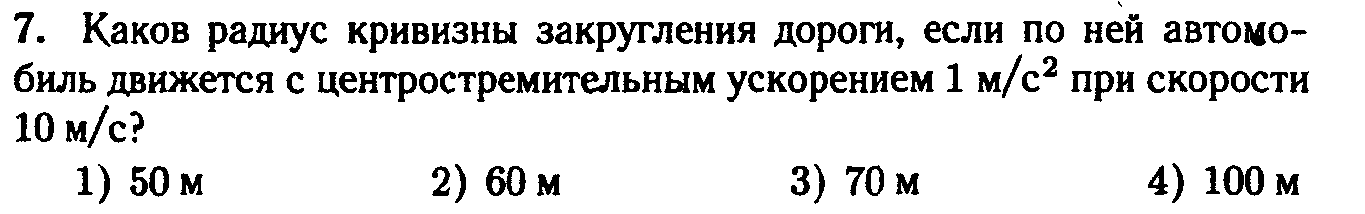 7. Каков радиус кривизны закругления дороги, если по ней автомо-
биль движется с центростремительным ускорением 1 м/с² при скорости
10 м/с?
1) 50 м 2) 60 м 3) 70 м 4) 100 м